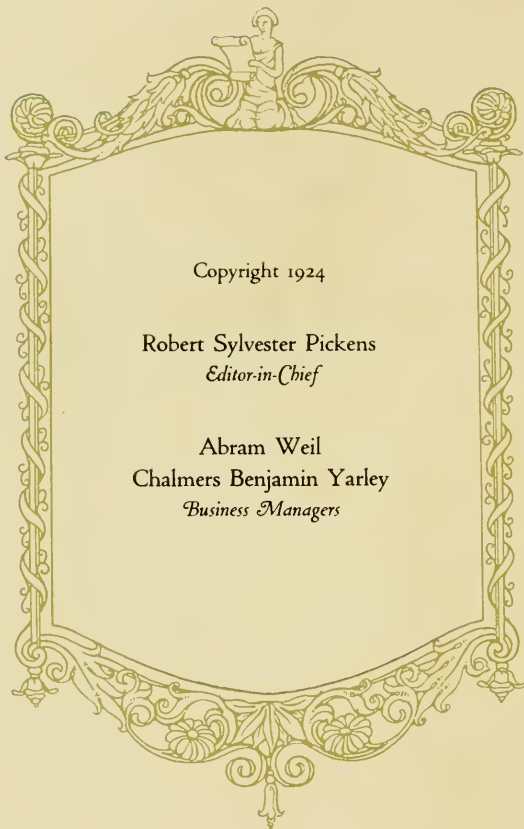 Copyright 1924
Robert Sylvester Pickens
Editor-in-Chief
Abram Weil
Chalmers Benjamin Yarley
Business Managers